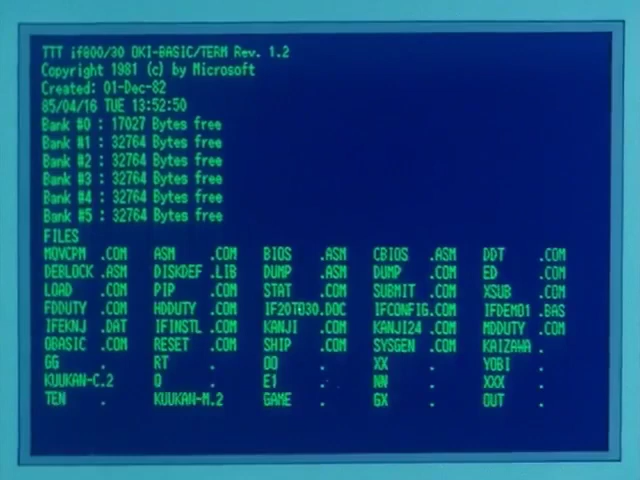 TTT if800/30 OKI-BASIC/TERM Rev. 1.2
Copyright 1981 (c) by Microsoft
Created: 01-Dec-82
85/04/16 TUE 13:52:50
Bank #0 : 17027 Bytes free
Bank #1 : 32764 Bytes free
Bank #2 : 32764 Bytes free
Bank #3 : 32764 Bytes free
Bank #4 : 32764 Bytes free
Bank #5 : 32764 Bytes free
FILES
MOVCPM .COM ASM .COM BIOS .ASM CBIOS .ASM DDT .COM
DEBLOCK .ASM DISKDEF .LIB DUMP .ASM DUMP .COM ED .COM
LOAD .COM PIP .COM STAT .COM SUBMIT .COM XSUB .COM
FDDUTY .COM HDDUTY .COM IF20TO30.DOC IFCONFIG.COM IFDEMO1 .BAS
IFEKNJ .DAT IFINSTL .COM KANJI .COM KANJI24 .COM MDDUTY .COM
OBASIC .COM RESET .COM SHIP .COM SYSGEN .COM KAIZAWA .
GG . RT . OO . XX . YOBI .
KUUKAN-C.2 O . E1 . NN . XXX .
TEN . KUUKAN-M.2 GAME . GX . OUT .